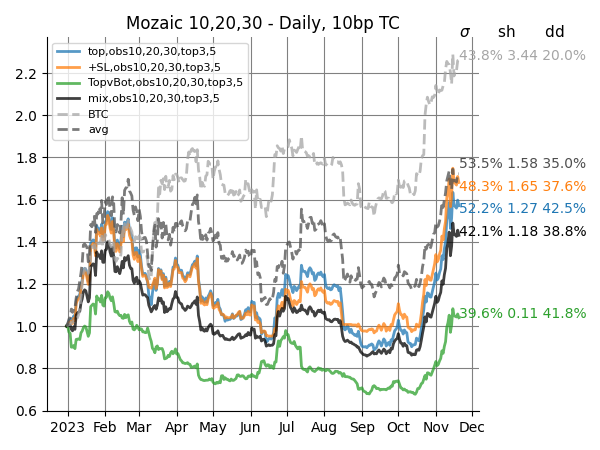 Mozaic 10,20,30 - Daily, 10bp TC
σ sh dd
top,obs10,20,30,top3,5
+SL,obs10,20,30,top3,5
TopvBot,obs10,20,30,top3,5
mix,obs10,20,30,top3,5
BTC
avg
43.8% 3.44 20.0%
53.5% 1.58 35.0%
48.3% 1.65 37.6%
52.2% 1.27 42.5%
42.1% 1.18 38.8%
39.6% 0.11 41.8%
2.2
2.0
1.8
1.6
1.4
1.2
1.0
0.8
0.6
2023 Feb Mar Apr May Jun Jul Aug Sep Oct Nov Dec